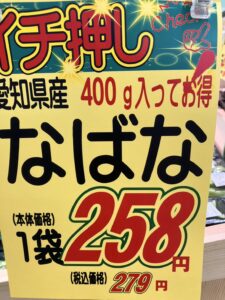 イチ押し
Check
愛知県産 400g入ってお得!
なばな
(本体価格)
1袋 258円
(税込価格) 279円